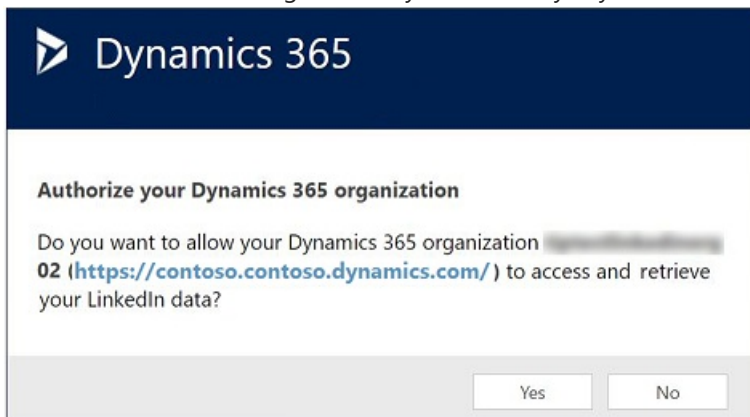 Dynamics 365
Authorize your Dynamics 365 organization
Do you want to allow your Dynamics 365 organization
02 (https://contoso.contoso.dynamics.com/) to access and retrieve
your LinkedIn data?
Yes No